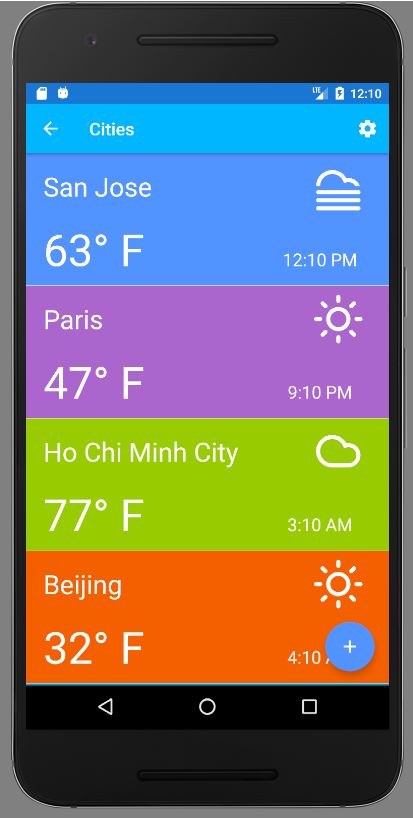 LTE 12:10
Cities
San Jose
63° F
12:10 PM
Paris
47° F
9:10 PM
Ho Chi Minh City
77° F
3:10 AM
Beijing
32° F
4:10